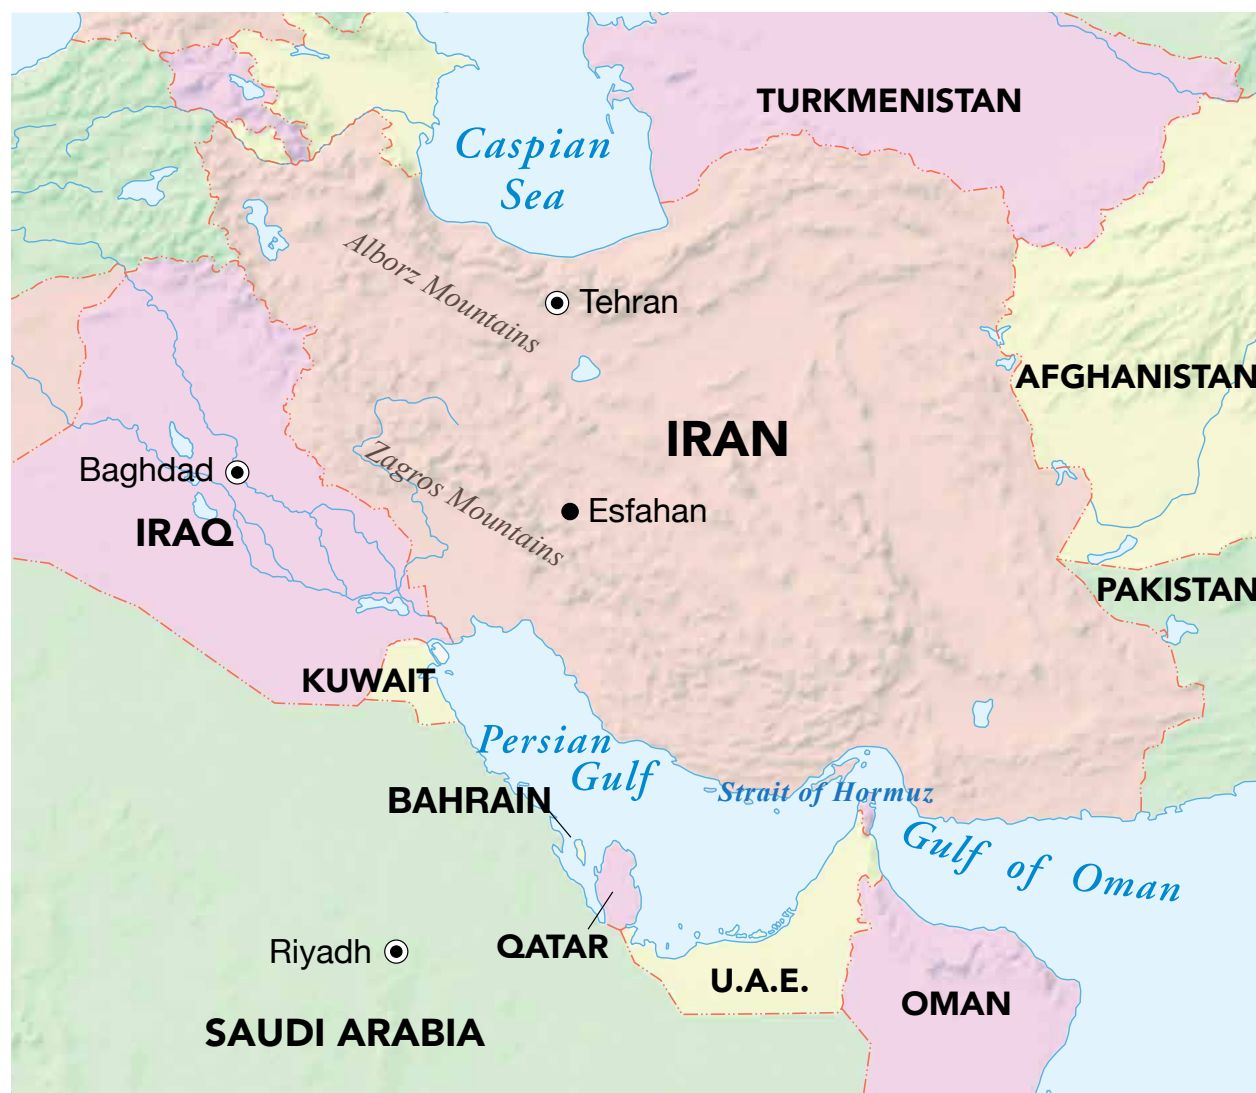 TURKMENISTAN
Caspian
Sea
Alborz Mountains
Tehran
AFGHANISTAN
IRAN
Zagros Mountains
Baghdad
Esfahan
IRAQ
PAKISTAN
KUWAIT
Persian
Gulf
Strait of Hormuz
BAHRAIN
Gulf of Oman
QATAR
Riyadh
U.A.E.
OMAN
SAUDI ARABIA